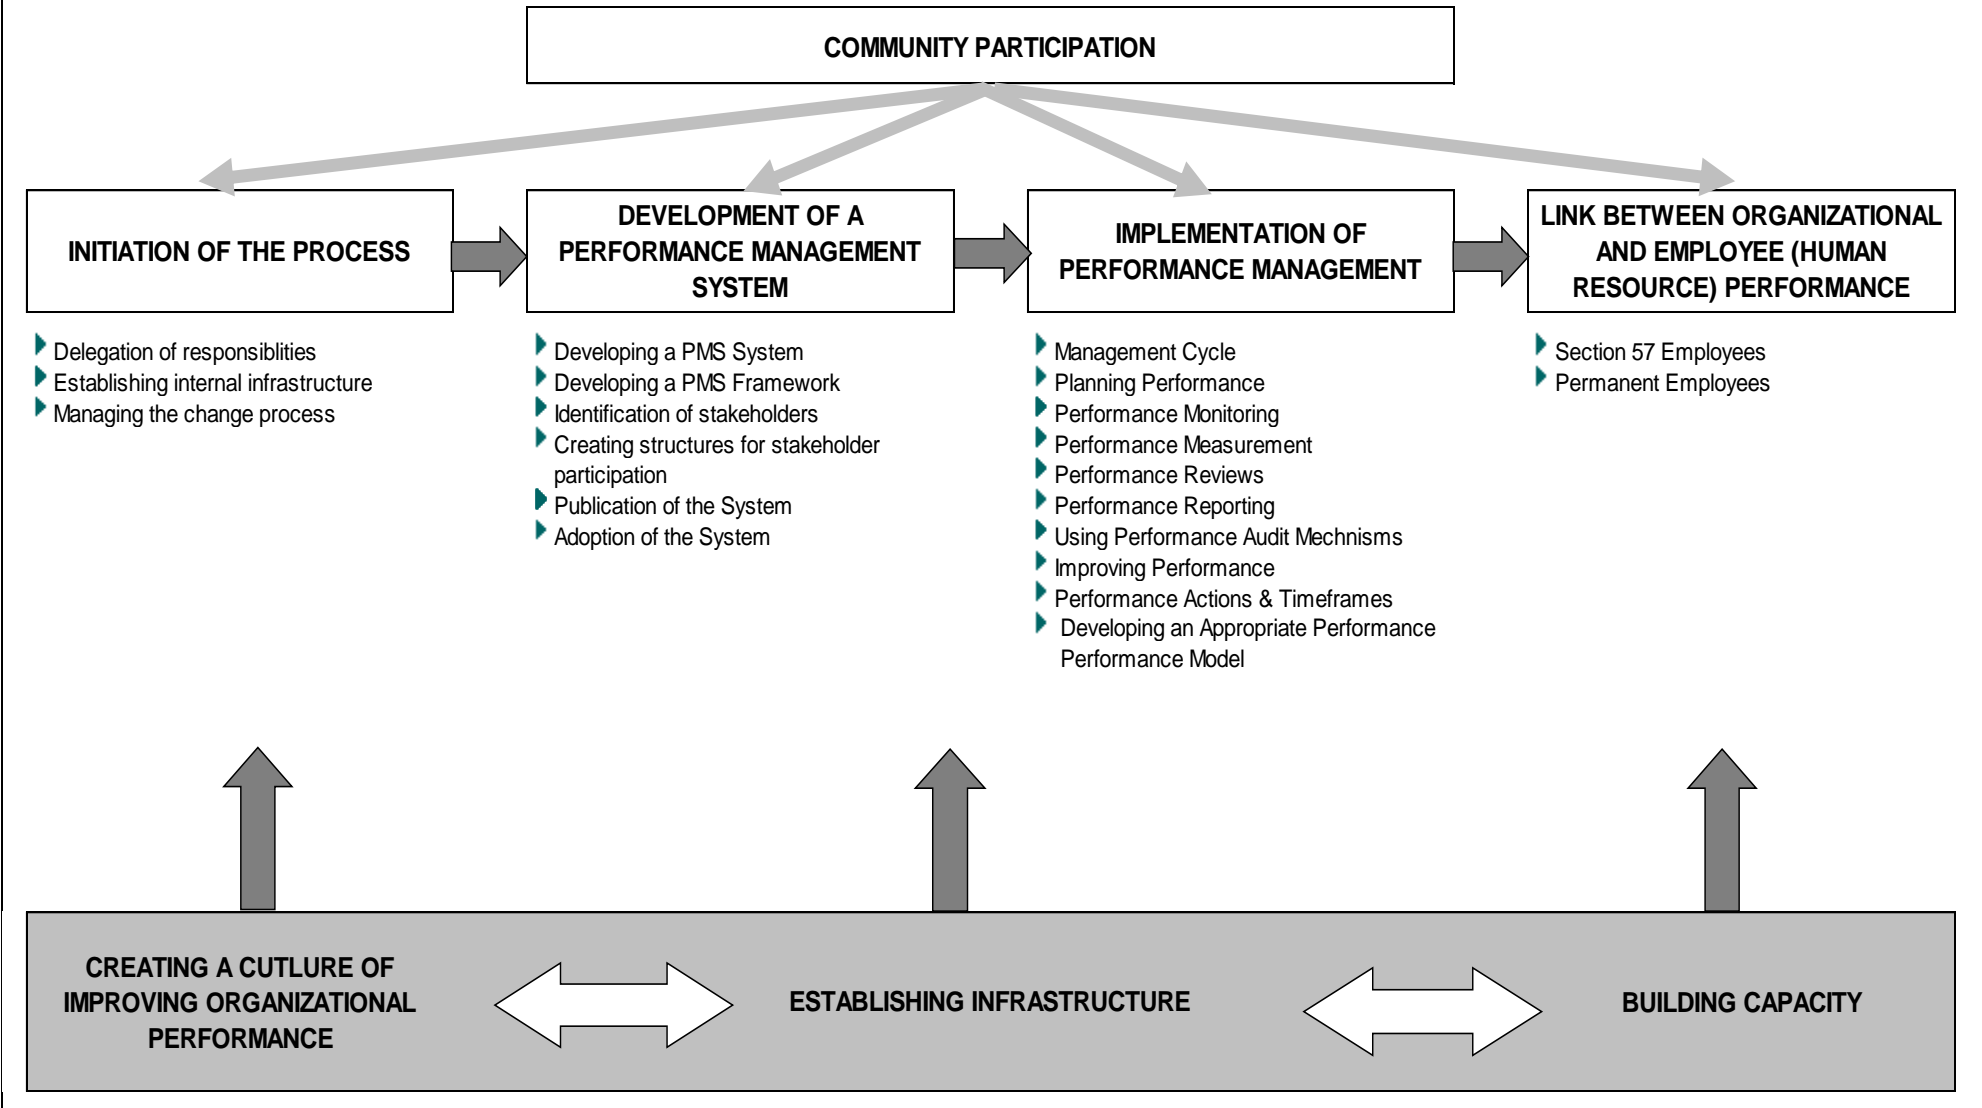 COMMUNITY PARTICIPATION
INITIATION OF THE PROCESS
DEVELOPMENT OF A
PERFORMANCE MANAGEMENT
SYSTEM
IMPLEMENTATION OF
PERFORMANCE MANAGEMENT
LINK BETWEEN ORGANIZATIONAL
AND EMPLOYEE (HUMAN
RESOURCE) PERFORMANCE
Delegation of responsiblities
Establishing internal infrastructure
Managing the change process
Developing a PMS System
Developing a PMS Framework
Identification of stakeholders
Creating structures for stakeholder
participation
Publication of the System
Adoption of the System
Management Cycle
Planning Performance
Performance Monitoring
Performance Measurement
Performance Reviews
Performance Reporting
Using Performance Audit Mechnisms
Improving Performance
Performance Actions & Timeframes
Developing an Appropriate Performance
Performance Model
Section 57 Employees
Permanent Employees
CREATING A CUTLURE OF
IMPROVING ORGANIZATIONAL
PERFORMANCE
ESTABLISHING INFRASTRUCTURE
BUILDING CAPACITY